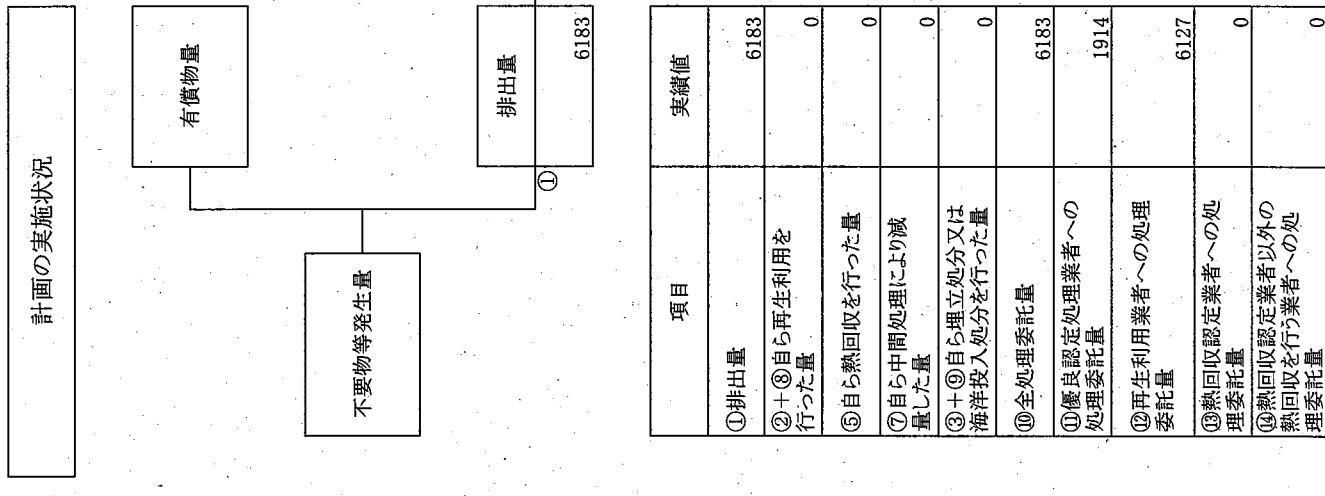 計画の実施状況
有償物量
不要物等発生量
①
排出量
6183
項目
実績値
①排出量
6183
②＋⑧自ら再生利用を
行った量
0
⑤自ら熱回収を行った量
0
⑦自ら中間処理により減
量した量
0
③＋⑨自ら埋立処分又は
海洋投入処分を行った量
0
⑩全処理委託量
6183
⑪優良認定処理業者への
処理委託量
1914
⑫再生利用業者への処理
委託量
6127
⑬熱回収認定業者への処
理委託量
0
⑭熱回収認定業者以外の
熱回収を行う業者への処
理委託量
0